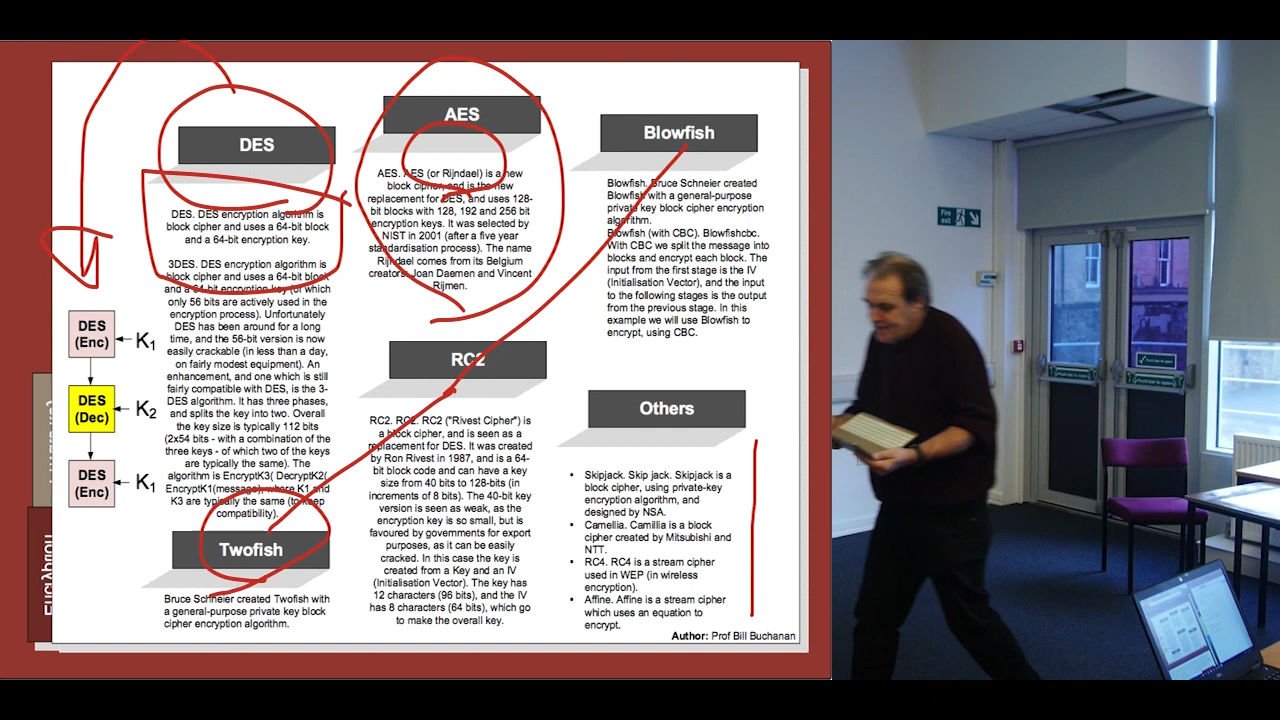 DES
DES. DES encryption algorithm is
block cipher and uses a 64-bit block
and a 64-bit encryption key.
3DES. DES encryption algorithm is
block cipher and uses a 64-bit block
and a 64-bit encryption key (of which
only 56 bits are actively used in the
encryption process). Unfortunately
DES has been around for a long
time, and the 56-bit version is now
easily crackable (in less than a day,
on fairly modest equipment). An
enhancement, and one which is still
fairly compatible with DES, is the 3-
DES algorithm. It has three phases,
and splits the key into two. Overall
the key size is typically 112 bits
(2x54 bits - with a combination of the
three keys - of which two of the keys
are typically the same). The
algorithm is EncryptK3( DecryptK2(
EncryptK1(message), where K1 and
K3 are typically the same (to keep
compatibility).
DES
(Enc)
K1
DES
(Dec)
K2
DES
(Enc)
K1
Twofish
Bruce Schneier created Twofish with
a general-purpose private key block
cipher encryption algorithm.
AES
AES. AES (or Rijndael) is a new
block cipher, and is the new
replacement for DES, and uses 128-
bit blocks with 128, 192 and 256 bit
encryption keys. It was selected by
NIST in 2001 (after a five year
standardisation process). The name
Rijndael comes from its Belgium
creators: Joan Daemen and Vincent
Rijmen.
RC2
RC2. RC2. RC2 ("Rivest Cipher") is
a block cipher, and is seen as a
replacement for DES. It was created
by Ron Rivest in 1987, and is a 64-
bit block code and can have a key
size from 40 bits to 128-bits (in
increments of 8 bits). The 40-bit key
version is seen as weak, as the
encryption key is so small, but is
favoured by governments for export
purposes, as it can be easily
cracked. In this case the key is
created from a Key and an IV
(Initialisation Vector). The key has
12 characters (96 bits), and the IV
has 8 characters (64 bits), which go
to make the overall key.
Blowfish
Blowfish. Bruce Schneier created
Blowfish with a general-purpose
private key block cipher encryption
algorithm.
Blowfish (with CBC). Blowfishcbc.
With CBC we split the message into
blocks and encrypt each block. The
input from the first stage is the IV
(Initialisation Vector), and the input
to the following stages is the output
from the previous stage. In this
example we will use Blowfish to
encrypt, using CBC.
Others
• Skipjack. Skip jack. Skipjack is a
block cipher, using private-key
encryption algorithm, and
designed by NSA.
• Camellia. Camillia is a block
cipher created by Mitsubishi and
NTT.
• RC4. RC4 is a stream cipher
used in WEP (in wireless
encryption).
• Affine. Affine is a stream cipher
which uses an equation to
encrypt.
Author: Prof Bill Buchanan
Fire
exit
Push bar to open
Push bar to open